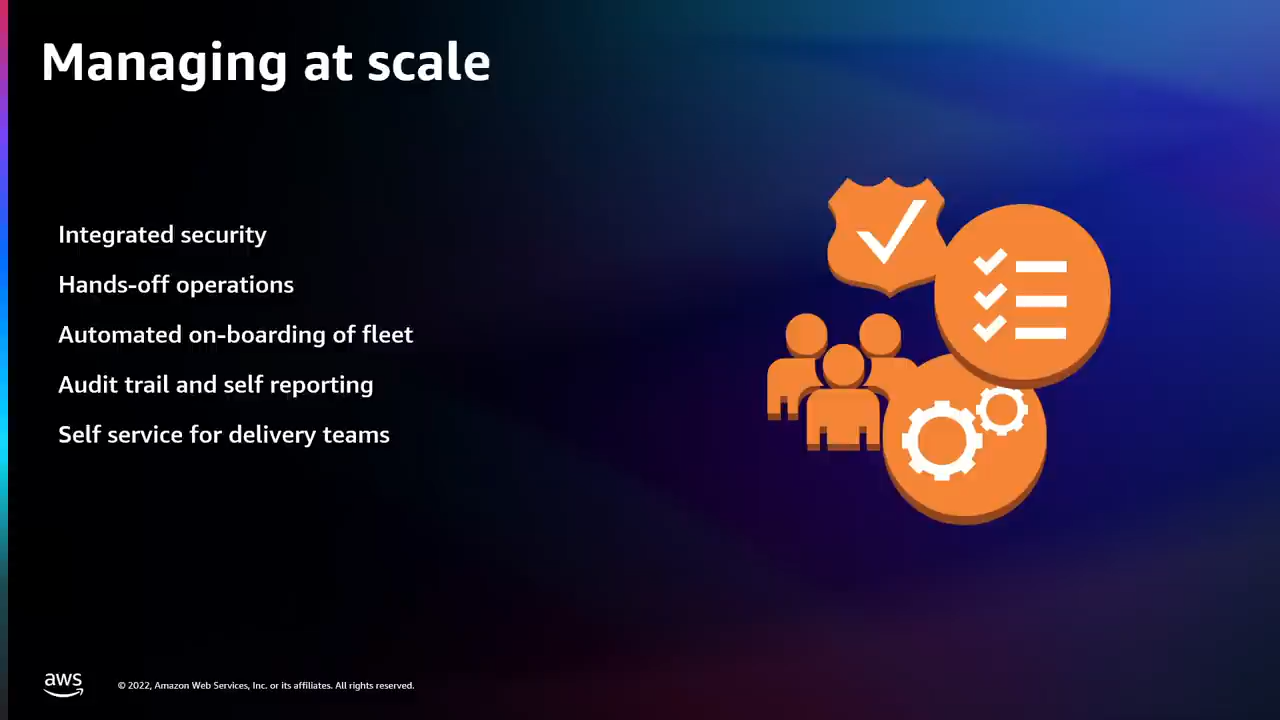 Managing at scale
Integrated security
Hands-off operations
Automated on-boarding of fleet
Audit trail and self reporting
Self service for delivery teams
aws
© 2022, Amazon Web Services, Inc. or its affiliates. All rights reserved.